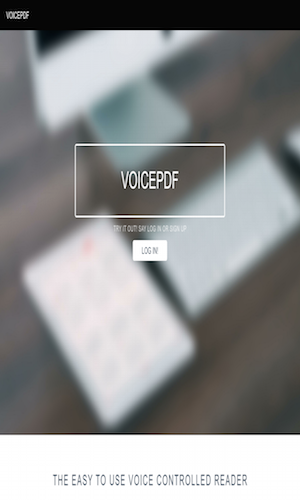 VOICEPDF
VOICEPDF
TRY IT OUT! SAY LOG IN OR SIGN UP
LOG IN!
THE EASY TO USE VOICE CONTROLLED READER